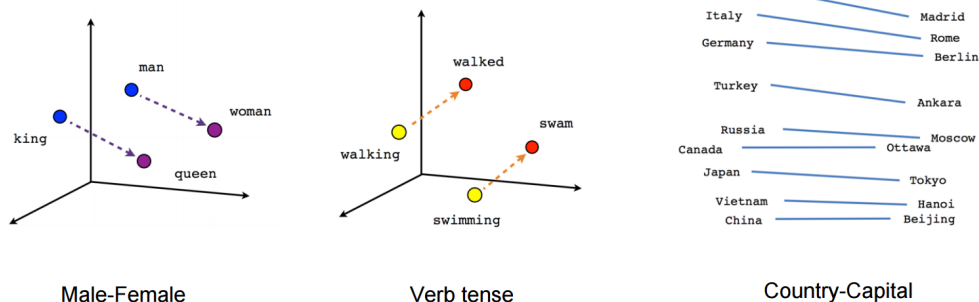 man
woman
king
queen
Male-Female
walked
swam
walking
swimming
Verb tense
Madrid
Italy Rome
Germany Berlin
Turkey Ankara
Russia Moscow
Canada Ottawa
Japan Tokyo
Vietnam Hanoi
China Beijing
Country-Capital